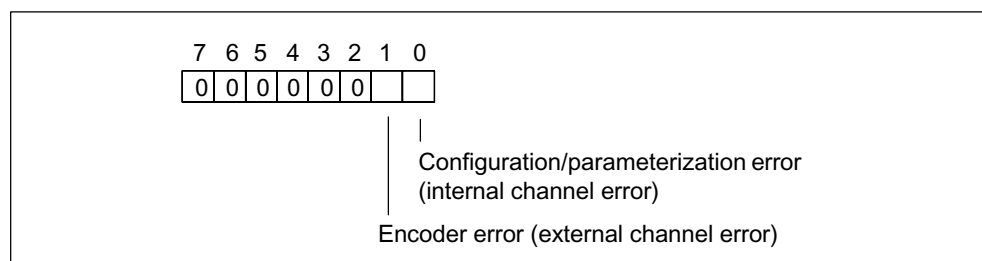 7 6 5 4 3 2 1 0
0 0 0 0 0 0
Configuration/parameterization error
(internal channel error)
Encoder error (external channel error)